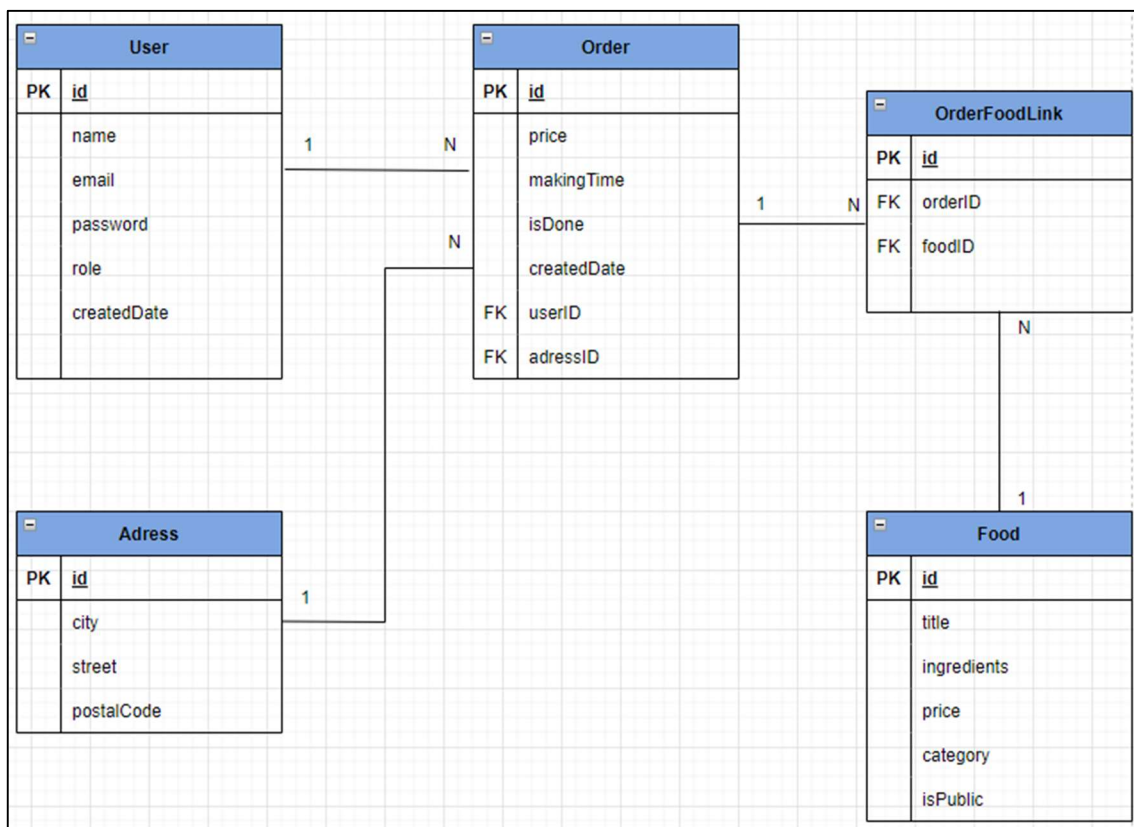 User
PK id
name
email
password
role
createdDate
1
N
Order
PK id
price
makingTime
isDone
createdDate
FK userID
FK adressID
N
1
N
OrderFoodLink
PK id
FK orderID
FK foodID
N
1
Adress
PK id
city
street
postalCode
1
Food
PK id
title
ingredients
price
category
isPublic